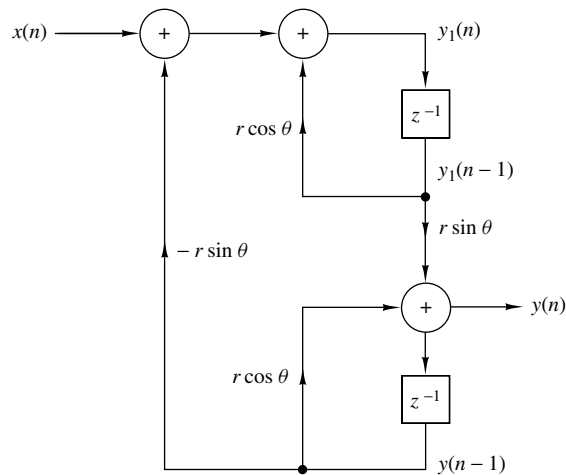 x(n)
+
+
y₁(n)
z⁻¹
r cos θ
y₁(n − 1)
r sin θ
− r sin θ
+
y(n)
r cos θ
z⁻¹
y(n − 1)